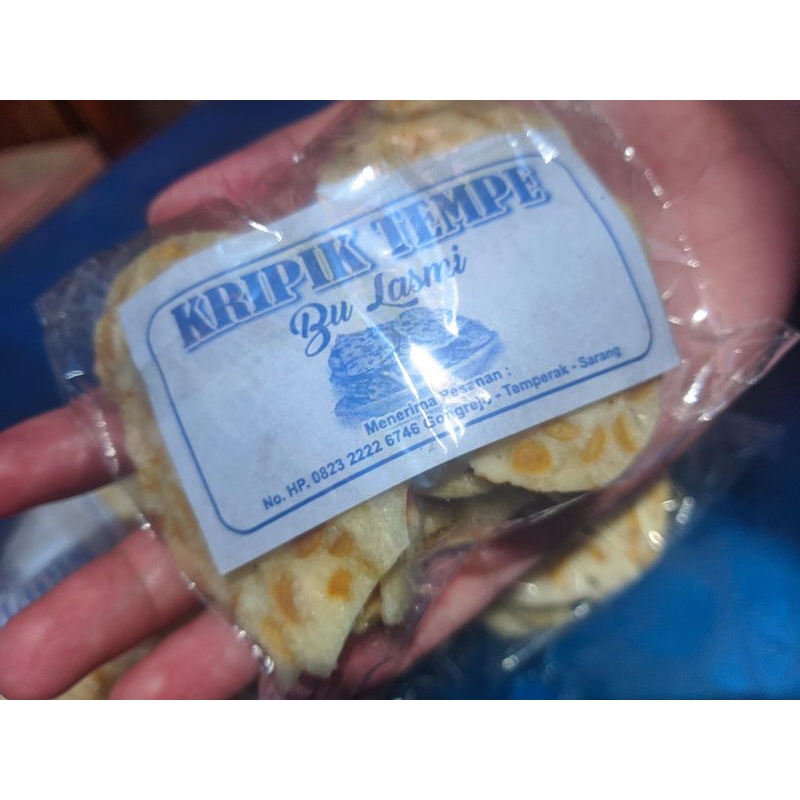 KRIPIK TEMPE
Bu Lasmi
Menerima Pesanan :
No. HP. 0823 2222 6746 Gongrejo - Temperak - Sarang